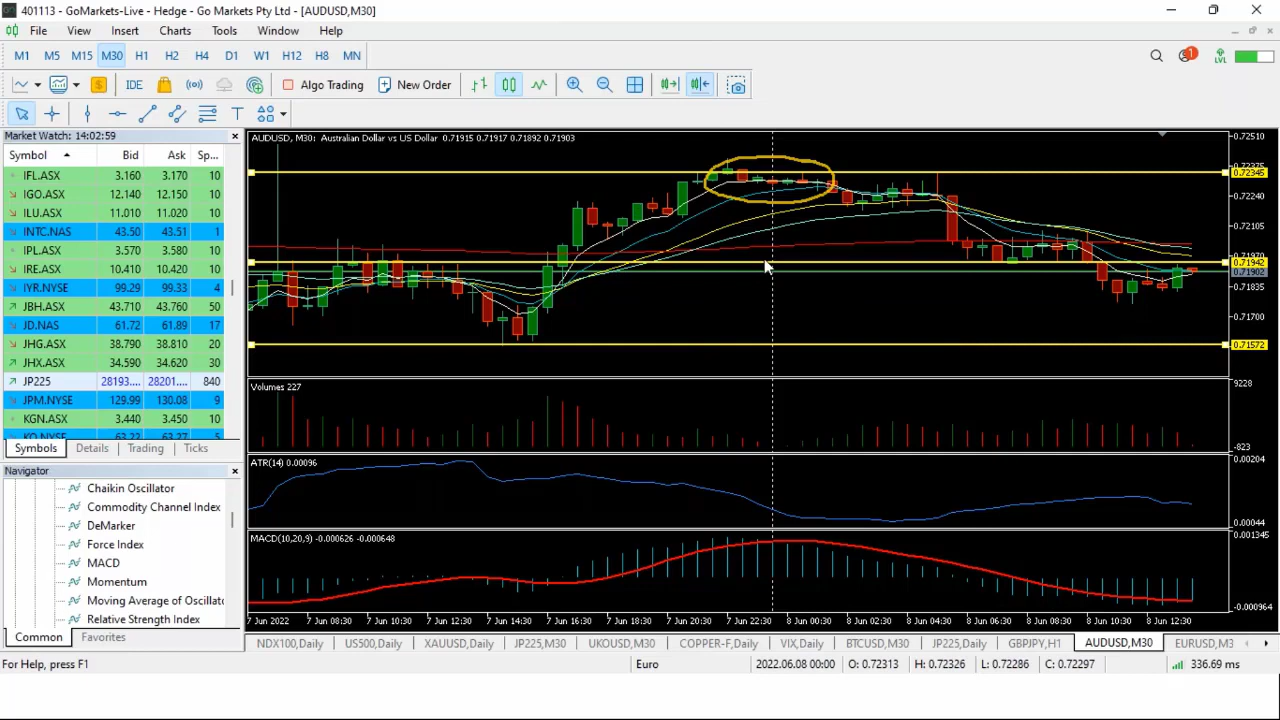 401113 - GoMarkets-Live - Hedge - Go Markets Pty Ltd - [AUDUSD,M30]
File View Insert Charts Tools Window Help
M1 M5 M15 M30 H1 H2 H4 D1 W1 H12 H8 MN
1 LVL
IDE Algo Trading New Order
T
Market Watch: 14:02:59
Symbol Bid Ask Sp...
IFL.ASX 3.160 3.170 10
IGO.ASX 12.140 12.150 10
ILU.ASX 11.010 11.020 10
INTC.NAS 43.50 43.51 1
IPL.ASX 3.570 3.580 10
IRE.ASX 10.410 10.420 10
IYR.NYSE 99.29 99.33 4
JBH.ASX 43.710 43.760 50
JD.NAS 61.72 61.89 17
JHG.ASX 38.790 38.810 20
JHX.ASX 34.590 34.620 30
JP225 28193.... 28201.... 840
JPM.NYSE 129.99 130.08 9
KGN.ASX 3.440 3.450 10
Symbols Details Trading Ticks
Navigator
Chaikin Oscillator
Commodity Channel Index
DeMarker
Force Index
MACD
Momentum
Moving Average of Oscillato
Relative Strength Index
Common Favorites
AUDUSD, M30: Australian Dollar vs US Dollar 0.71915 0.71917 0.71892 0.71903
0.72510
0.72375
0.72345
0.72240
0.72105
0.71970
0.71942
0.71902
0.71835
0.71700
0.71572
Volumes 227
9228
-823
ATR(14) 0.00096
0.00204
0.00044
MACD(10,20,9) -0.000626 -0.000648
0.001345
-0.000964
7 Jun 2022 7 Jun 08:30 7 Jun 10:30 7 Jun 12:30 7 Jun 14:30 7 Jun 16:30 7 Jun 18:30 7 Jun 20:30 7 Jun 22:30 8 Jun 00:30 8 Jun 02:30 8 Jun 04:30 8 Jun 06:30 8 Jun 08:30 8 Jun 10:30 8 Jun 12:30
NDX100,Daily US500,Daily XAUUSD,Daily JP225,M30 UKOUSD,M30 COPPER-F,Daily VIX,Daily BTCUSD,M30 JP225,Daily GBPJPY,H1 AUDUSD,M30 EURUSD,M3
For Help, press F1 Euro 2022.06.08 00:00 O: 0.72313 H: 0.72326 L: 0.72286 C: 0.72297 336.69 ms